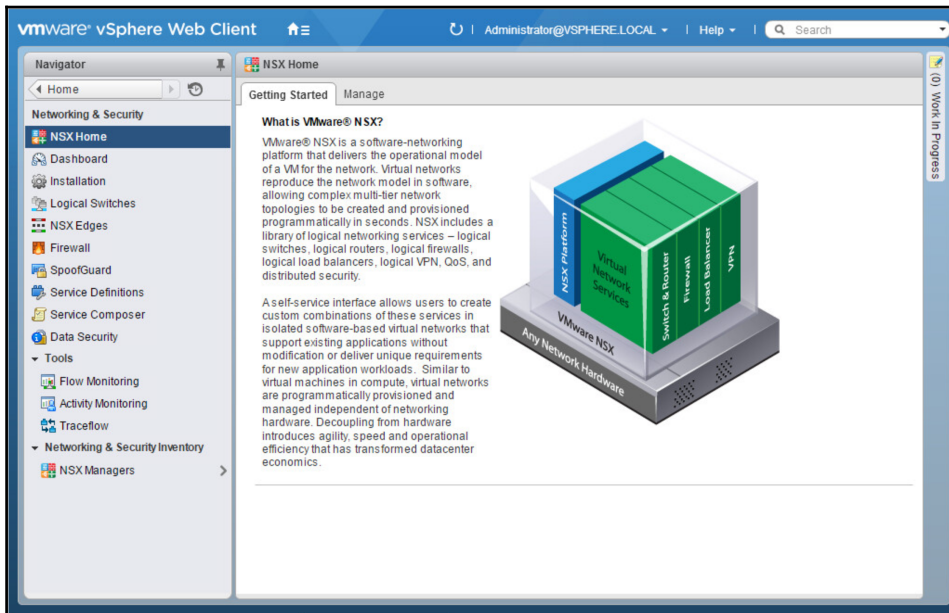 vmware® vSphere Web Client
Administrator@VSPHERE.LOCAL
Help
Search
Navigator
Home
Networking & Security
NSX Home
Dashboard
Installation
Logical Switches
NSX Edges
Firewall
SpoofGuard
Service Definitions
Service Composer
Data Security
Tools
Flow Monitoring
Activity Monitoring
Traceflow
Networking & Security Inventory
NSX Managers
NSX Home
Getting Started
Manage
What is VMware® NSX?
VMware® NSX is a software-networking
platform that delivers the operational model
of a VM for the network. Virtual networks
reproduce the network model in software,
allowing complex multi-tier network
topologies to be created and provisioned
programmatically in seconds. NSX includes a
library of logical networking services – logical
switches, logical routers, logical firewalls,
logical load balancers, logical VPN, QoS, and
distributed security.
A self-service interface allows users to create
custom combinations of these services in
isolated software-based virtual networks that
support existing applications without
modification or deliver unique requirements
for new application workloads. Similar to
virtual machines in compute, virtual networks
are programmatically provisioned and
managed independent of networking
hardware. Decoupling from hardware
introduces agility, speed and operational
efficiency that has transformed datacenter
economics.
NSX Platform
Virtual
Network
Services
Switch & Router
Firewall
Load Balancer
VPN
VMware NSX
Any Network Hardware
(0) Work In Progress